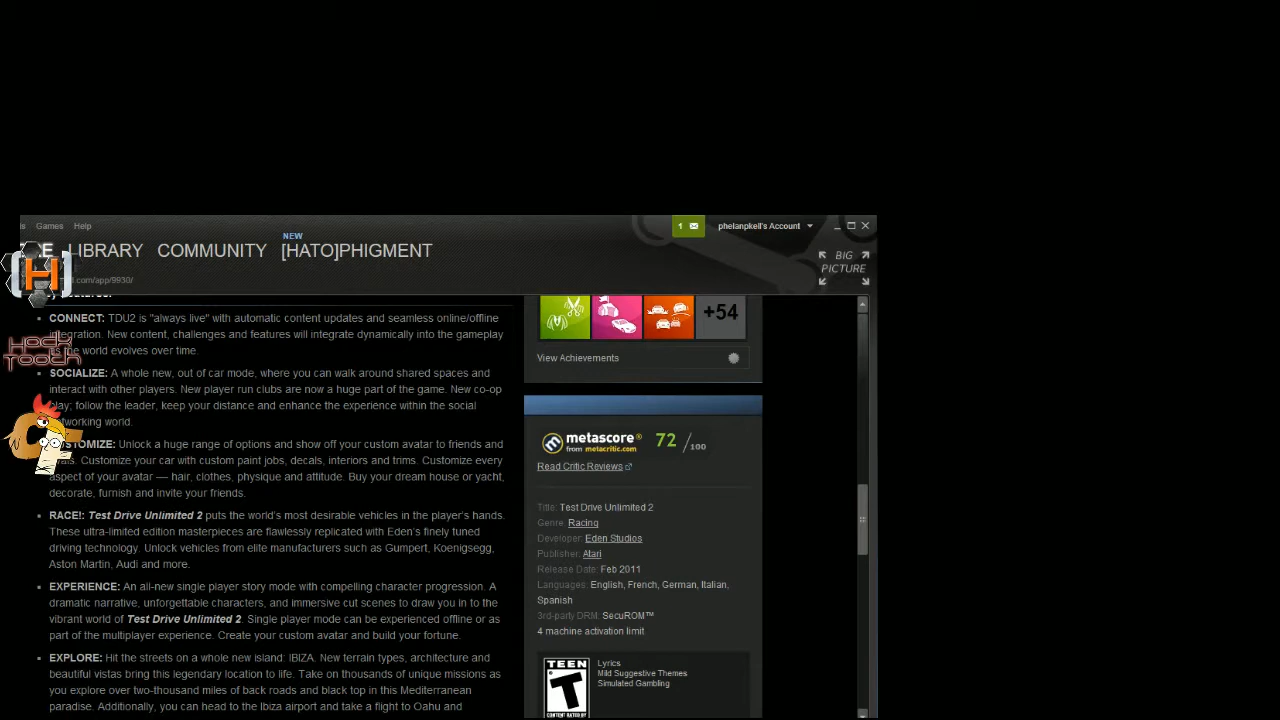 Games Help
1
phelanpkell's Account
NEW
LIBRARY COMMUNITY [HATO]PHIGMENT
BIG
PICTURE
.com/app/9930/
H
Hock
Tooch
CONNECT: TDU2 is "always live" with automatic content updates and seamless online/offline
integration. New content, challenges and features will integrate dynamically into the gameplay
the world evolves over time.
SOCIALIZE: A whole new, out of car mode, where you can walk around shared spaces and
interact with other players. New player run clubs are now a huge part of the game. New co-op
play; follow the leader, keep your distance and enhance the experience within the social
networking world.
CUSTOMIZE: Unlock a huge range of options and show off your custom avatar to friends and
Customize your car with custom paint jobs, decals, interiors and trims. Customize every
aspect of your avatar — hair, clothes, physique and attitude. Buy your dream house or yacht,
decorate, furnish and invite your friends.
RACE!: Test Drive Unlimited 2 puts the world's most desirable vehicles in the player's hands.
These ultra-limited edition masterpieces are flawlessly replicated with Eden's finely tuned
driving technology. Unlock vehicles from elite manufacturers such as Gumpert, Koenigsegg,
Aston Martin, Audi and more.
EXPERIENCE: An all-new single player story mode with compelling character progression. A
dramatic narrative, unforgettable characters, and immersive cut scenes to draw you in to the
vibrant world of Test Drive Unlimited 2. Single player mode can be experienced offline or as
part of the multiplayer experience. Create your custom avatar and build your fortune.
EXPLORE: Hit the streets on a whole new island: IBIZA. New terrain types, architecture and
beautiful vistas bring this legendary location to life. Take on thousands of unique missions as
you explore over two-thousand miles of back roads and black top in this Mediterranean
paradise. Additionally, you can head to the Ibiza airport and take a flight to Oahu and
+54
View Achievements
metascore®
from metacritic.com
72 /100
Read Critic Reviews
Title: Test Drive Unlimited 2
Genre: Racing
Developer: Eden Studios
Publisher: Atari
Release Date: Feb 2011
Languages: English, French, German, Italian,
Spanish
3rd-party DRM: SecuROM™
4 machine activation limit
TEEN
T
CONTENT RATED BY
Lyrics
Mild Suggestive Themes
Simulated Gambling